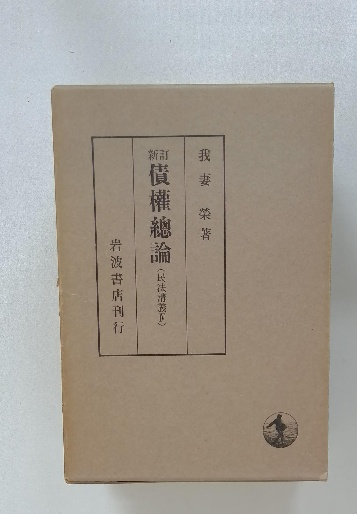 我妻榮著
新訂
債權總論
(民法講義Ⅳ)
岩波書店刊行